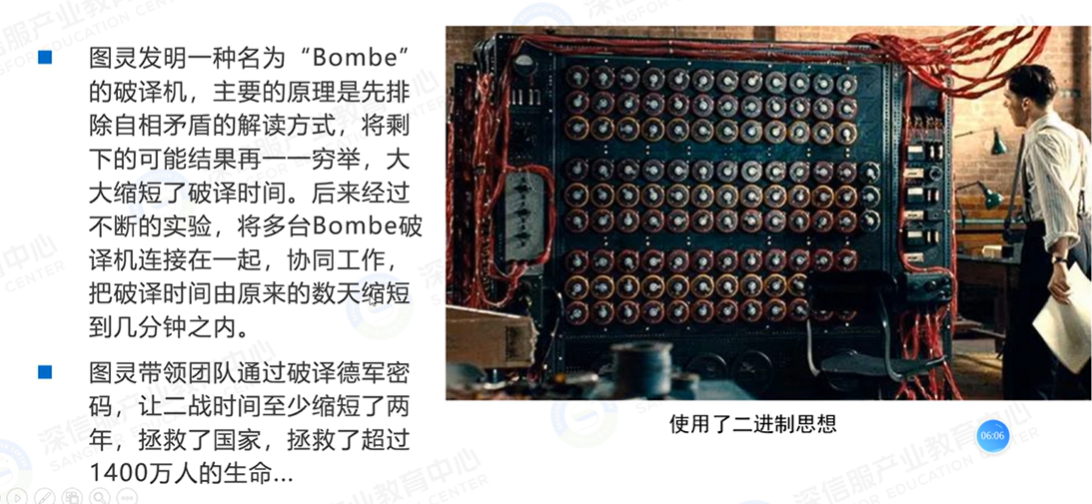 图灵发明一种名为“Bombe”
的破译机，主要的原理是先排
除自相矛盾的解读方式，将剩
下的可能结果再一一穷举，大
大缩短了破译时间。后来经过
不断的实验，将多台Bombe破
译机连接在一起，协同工作，
把破译时间由原来的数天缩短
到几分钟之内。
图灵带领团队通过破译德军密
码，让二战时间至少缩短了两
年，拯救了国家，拯救了超过
1400万人的生命...
使用了二进制思想
06:06
深信服产业教育中心
SANGFOR EDUCATION CENTER